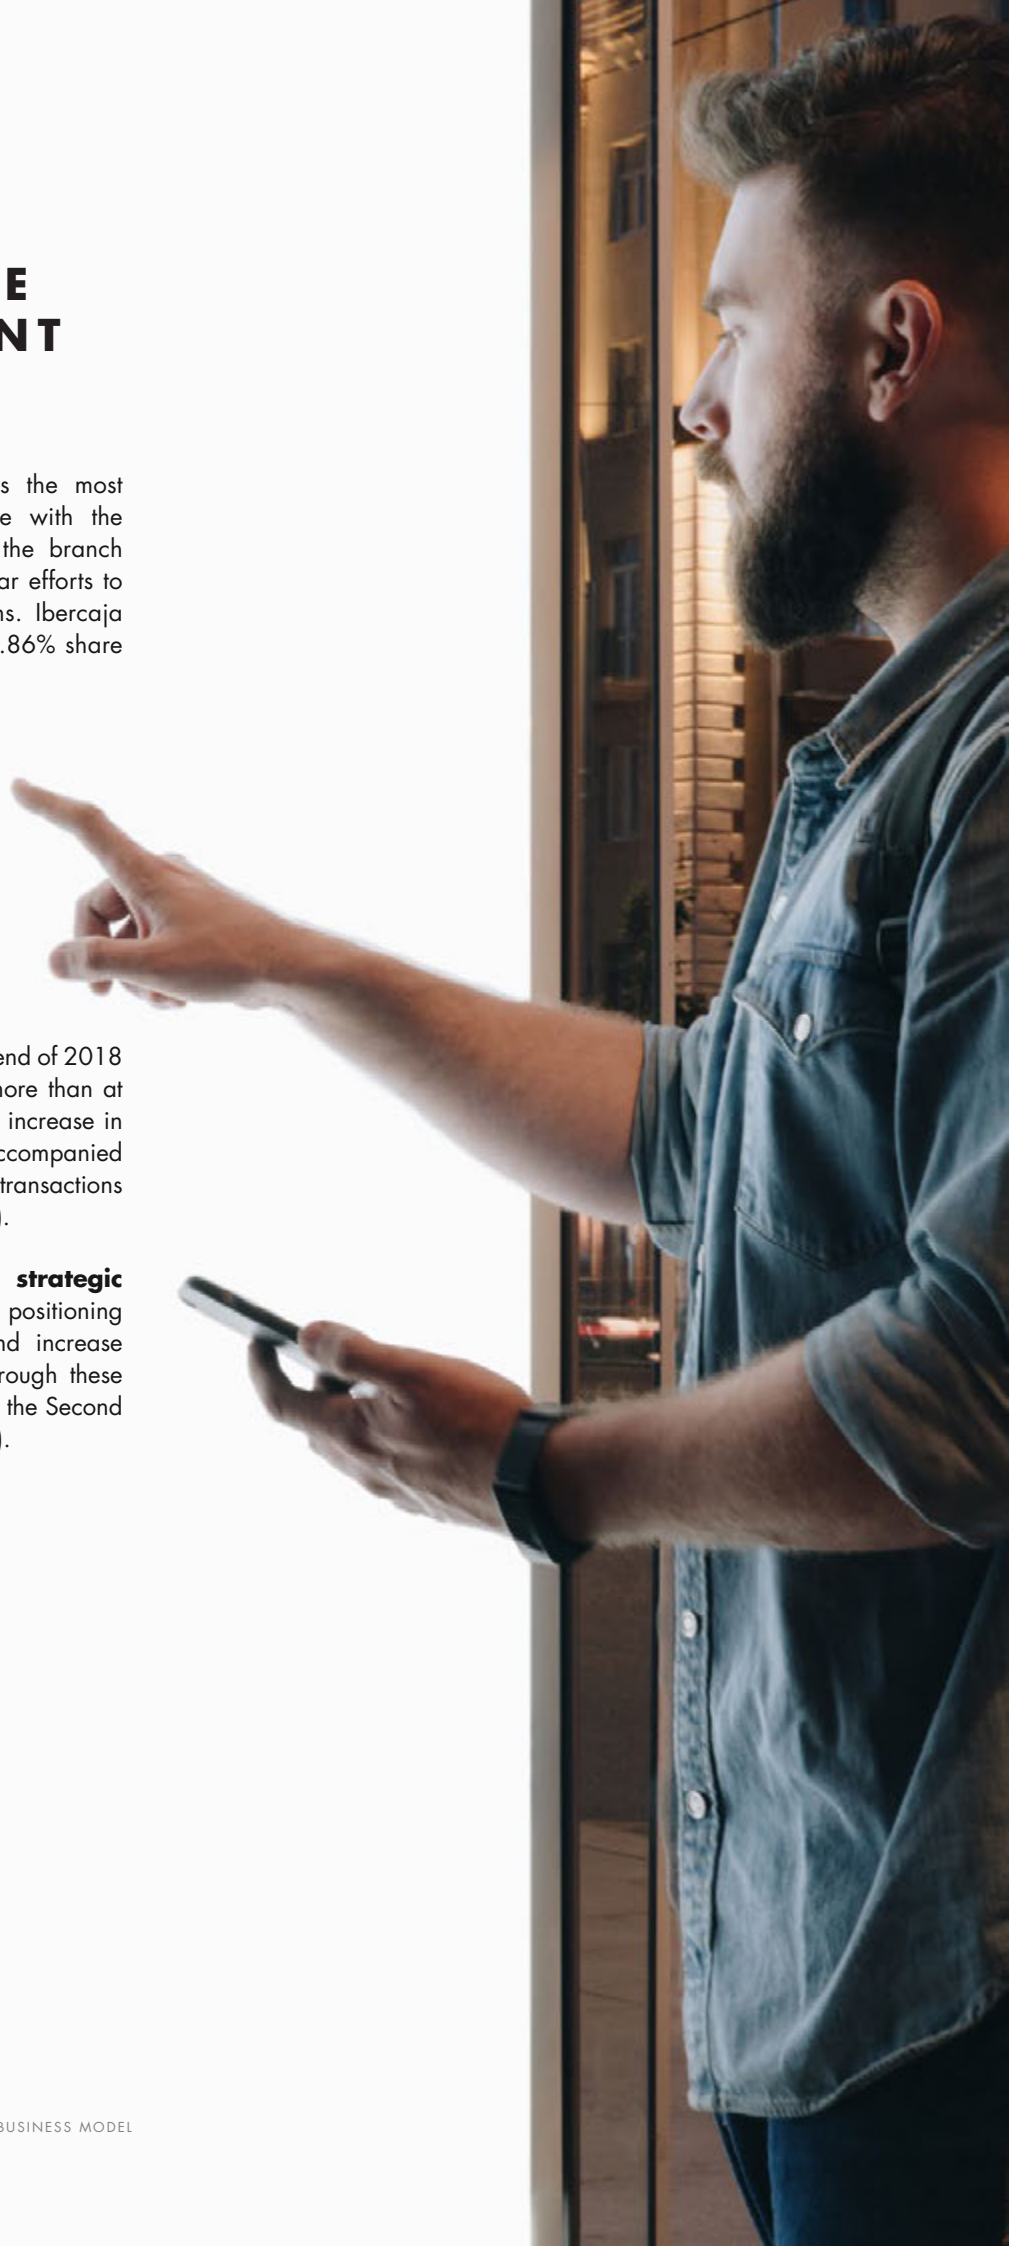 E
NT
s the most
e with the
the branch
ar efforts to
ns. Ibercaja
.86% share
end of 2018
more than at
increase in
ccompanied
transactions
).
strategic
positioning
nd increase
rough these
the Second
).
BUSINESS MODEL